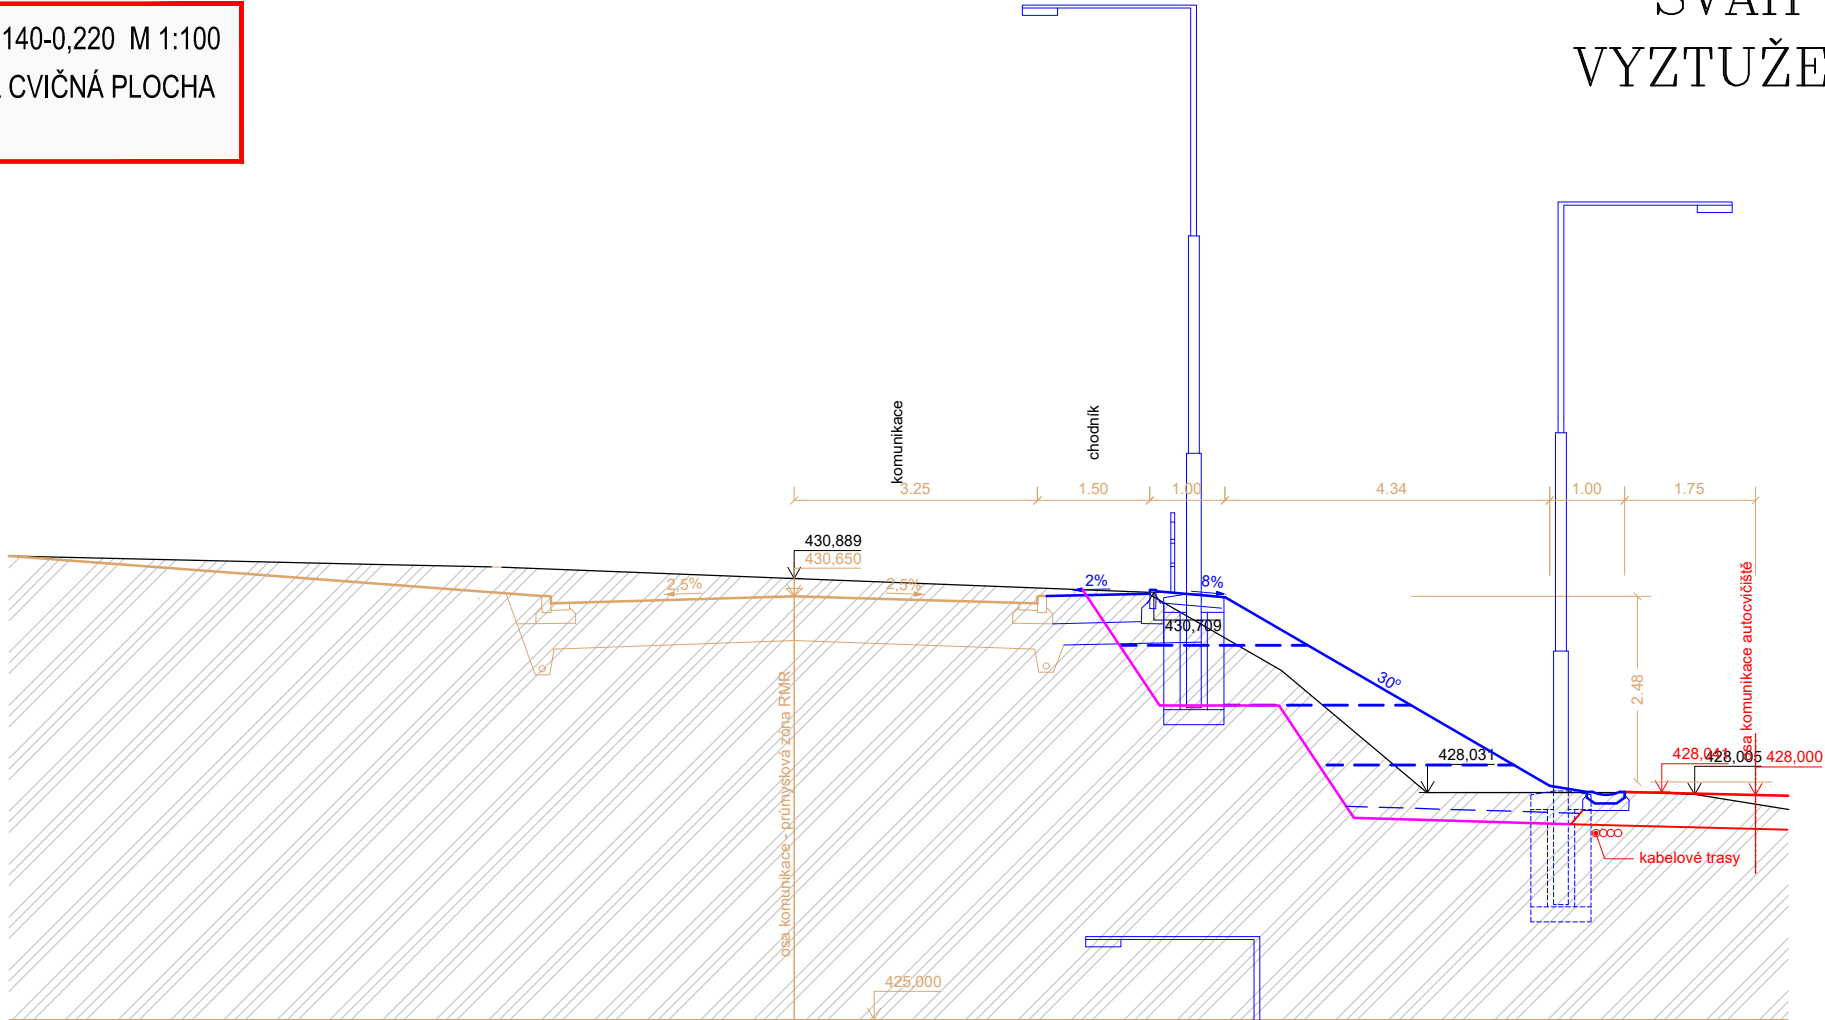 140-0,220 M 1:100
CVIČNÁ PLOCHA
VYZTUŽE
komunikace
chodník
3.25
1.50
1.00
4.34
1.00
1.75
430,889
430,650
2,5%
2,5%
2%
8%
430,709
30°
2.48
osa komunikace autocvičiště
428,031
428,041
428,005
428,000
osa komunikace - průmyslová zóna RMR
kabelové trasy
425,000